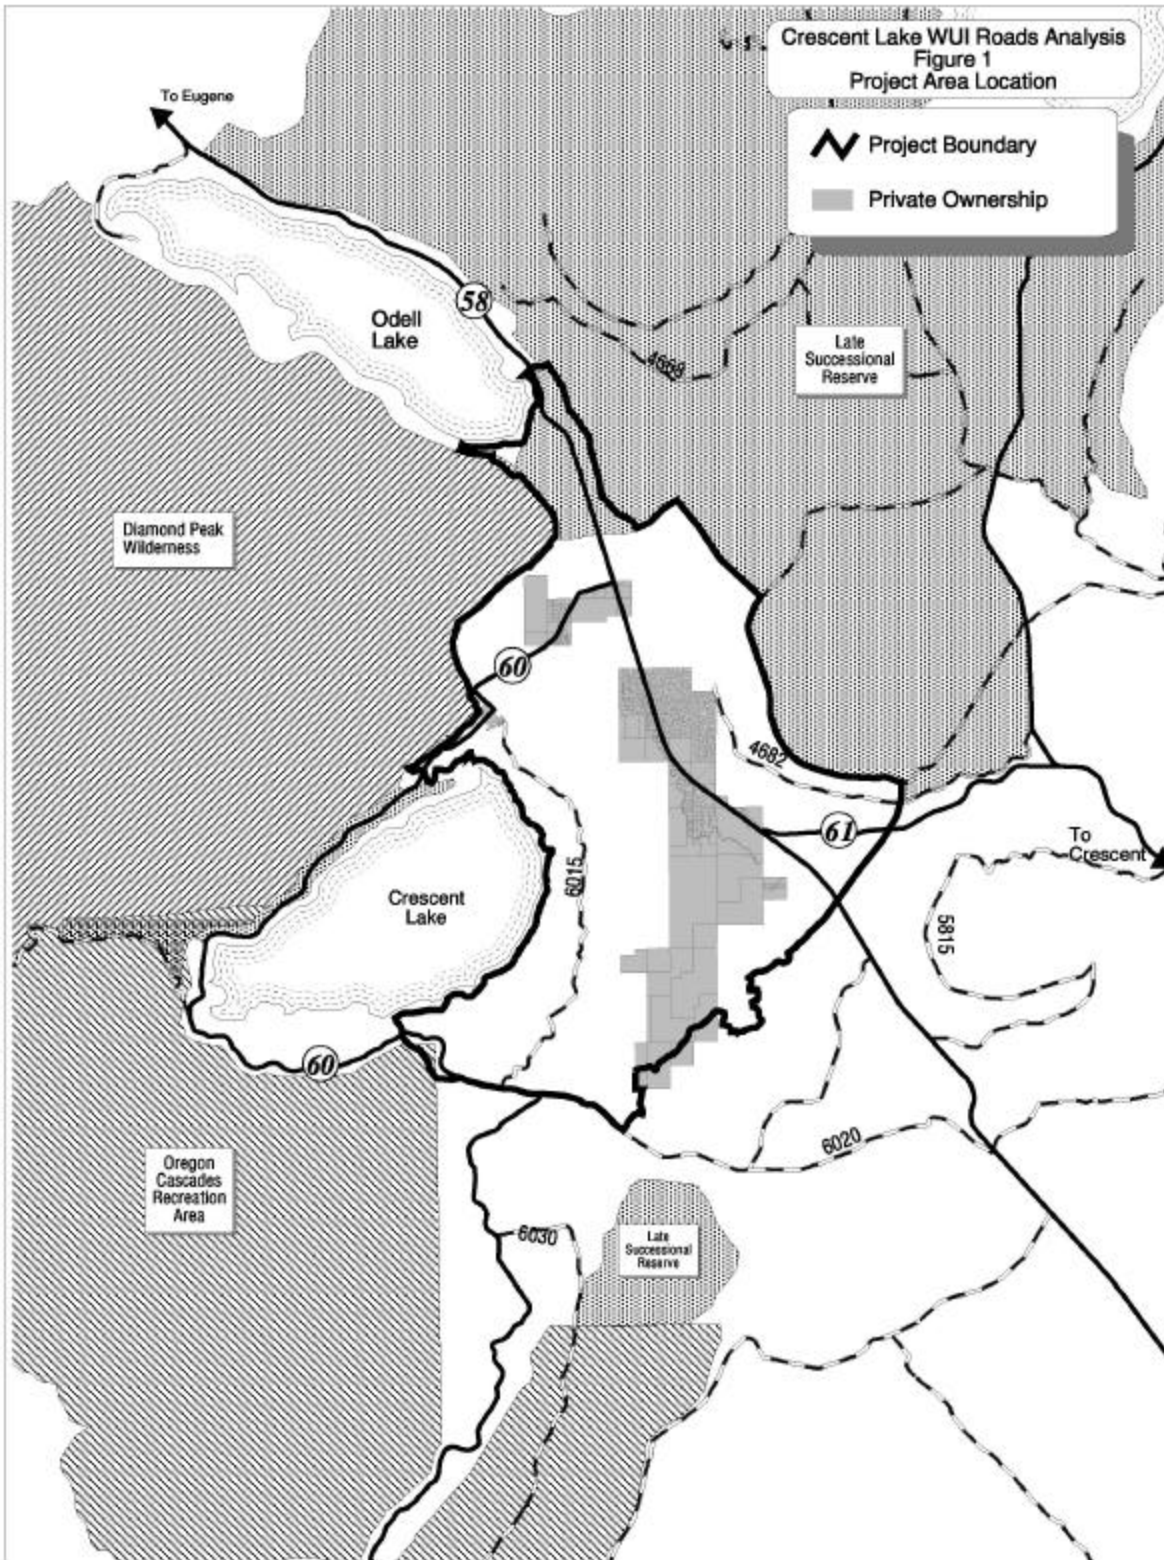 Crescent Lake WUI Roads Analysis
Figure 1
Project Area Location
To Eugene
Project Boundary
Private Ownership
58
Odell
Lake
Late
Successional
Reserve
4668
Diamond Peak
Wilderness
60
4682
61
To
Crescent
6015
Crescent
Lake
5815
60
6020
Oregon
Cascades
Recreation
Area
6030
Late
Successional
Reserve